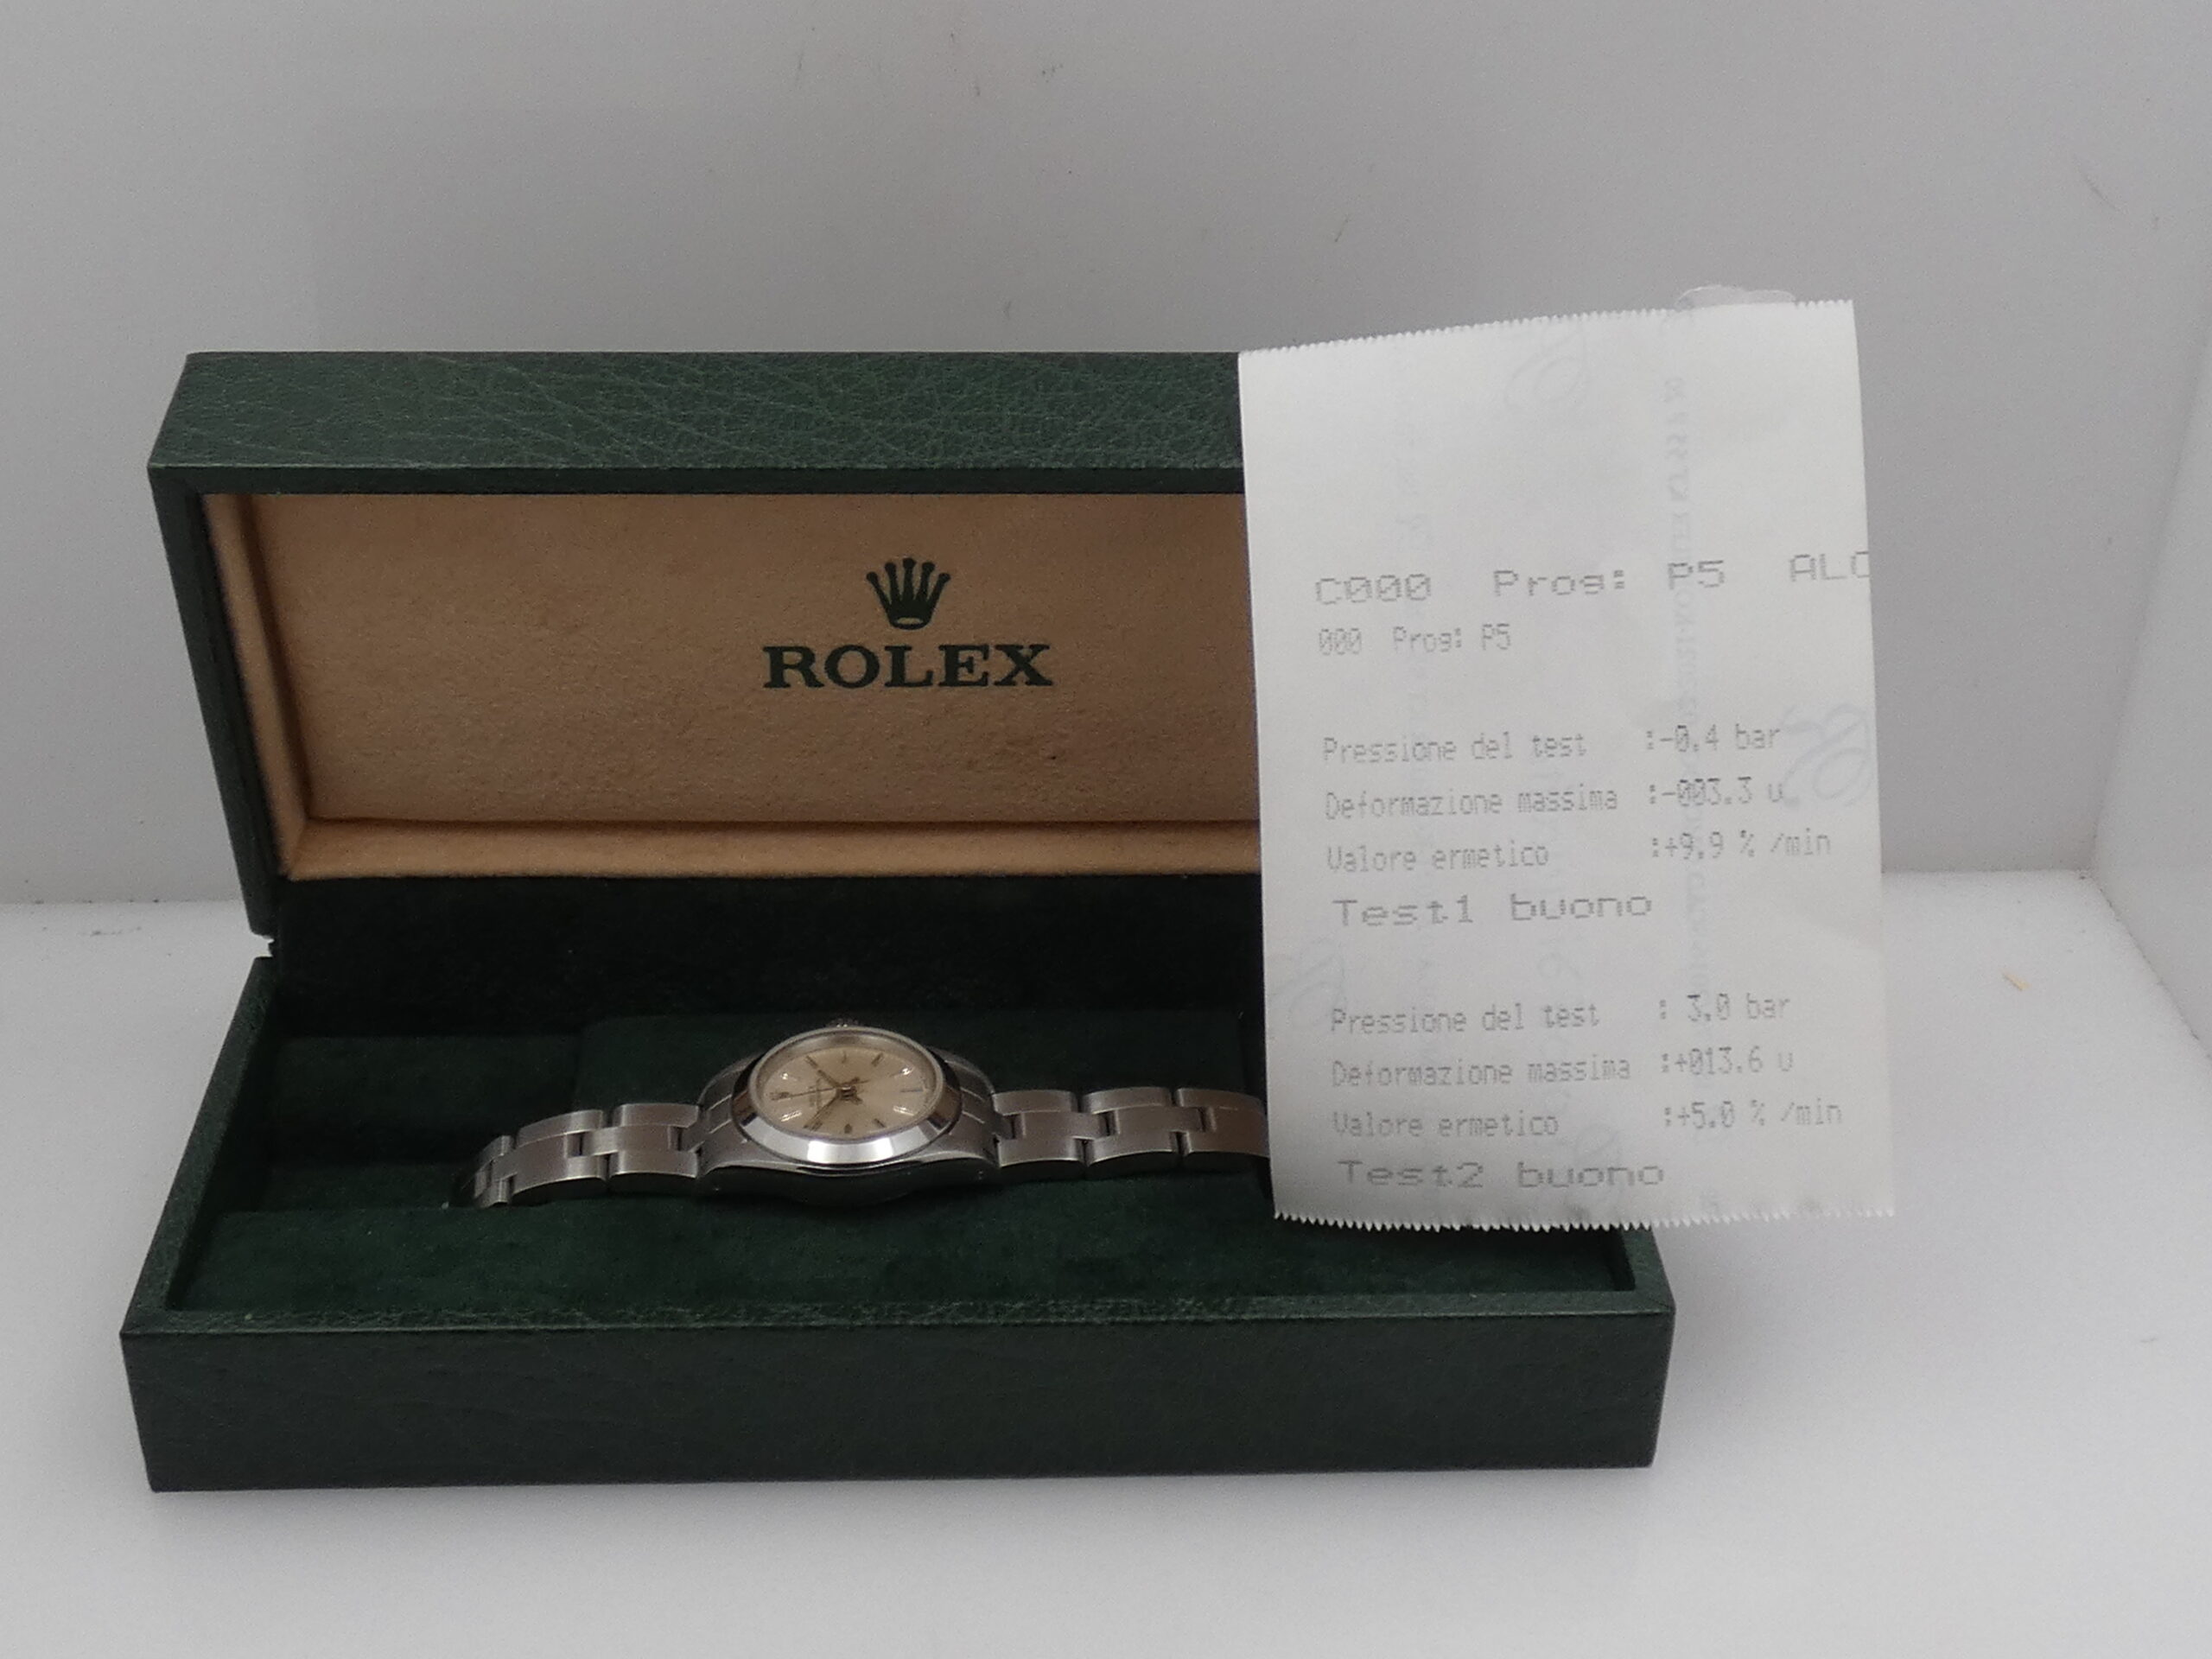 ROLEX
C000 Prog: P5 ALC
000 Prog: P5
Pressione del test :-0.4 bar
Deformazione massima :-003.3 u
Valore ermetico :+9.9 % /min
Test1 buono
Pressione del test : 3.0 bar
Deformazione massima :+013.6 u
Valore ermetico :+5.0 % /min
Test2 buono